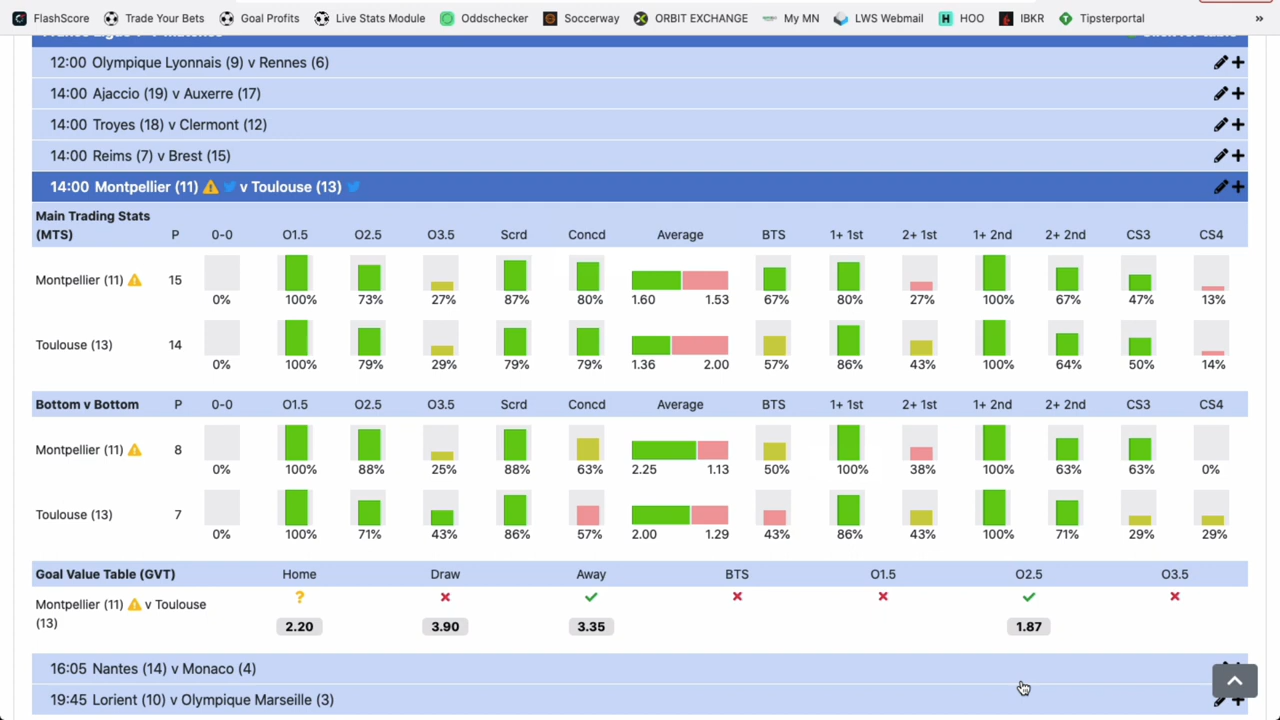 FlashScore Trade Your Bets Goal Profits Live Stats Module Oddschecker Soccerway ORBIT EXCHANGE My MN LWS Webmail HOO IBKR Tipsterportal »
12:00 Olympique Lyonnais (9) v Rennes (6)
14:00 Ajaccio (19) v Auxerre (17)
14:00 Troyes (18) v Clermont (12)
14:00 Reims (7) v Brest (15)
14:00 Montpellier (11) v Toulouse (13)
Main Trading Stats
(MTS) P 0-0 O1.5 O2.5 O3.5 Scrd Concd Average BTS 1+ 1st 2+ 1st 1+ 2nd 2+ 2nd CS3 CS4
Montpellier (11) 15
0% 100% 73% 27% 87% 80% 1.60 1.53 67% 80% 27% 100% 67% 47% 13%
Toulouse (13) 14
0% 100% 79% 29% 79% 79% 1.36 2.00 57% 86% 43% 100% 64% 50% 14%
Bottom v Bottom P 0-0 O1.5 O2.5 O3.5 Scrd Concd Average BTS 1+ 1st 2+ 1st 1+ 2nd 2+ 2nd CS3 CS4
Montpellier (11) 8
0% 100% 88% 25% 88% 63% 2.25 1.13 50% 100% 38% 100% 63% 63% 0%
Toulouse (13) 7
0% 100% 71% 43% 86% 57% 2.00 1.29 43% 86% 43% 100% 71% 29% 29%
Goal Value Table (GVT) Home Draw Away BTS O1.5 O2.5 O3.5
Montpellier (11) v Toulouse
(13)
? 2.20 3.90 3.35 1.87
16:05 Nantes (14) v Monaco (4)
19:45 Lorient (10) v Olympique Marseille (3)